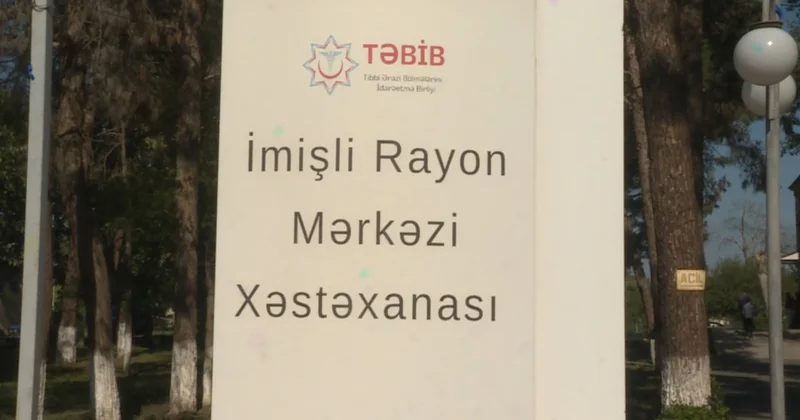 TƏBİB
Tibbi Ərazi Bölmələrini
İdarəetmə Birliyi
İmişli Rayon
Mərkəzi
Xəstəxanası
ACİL